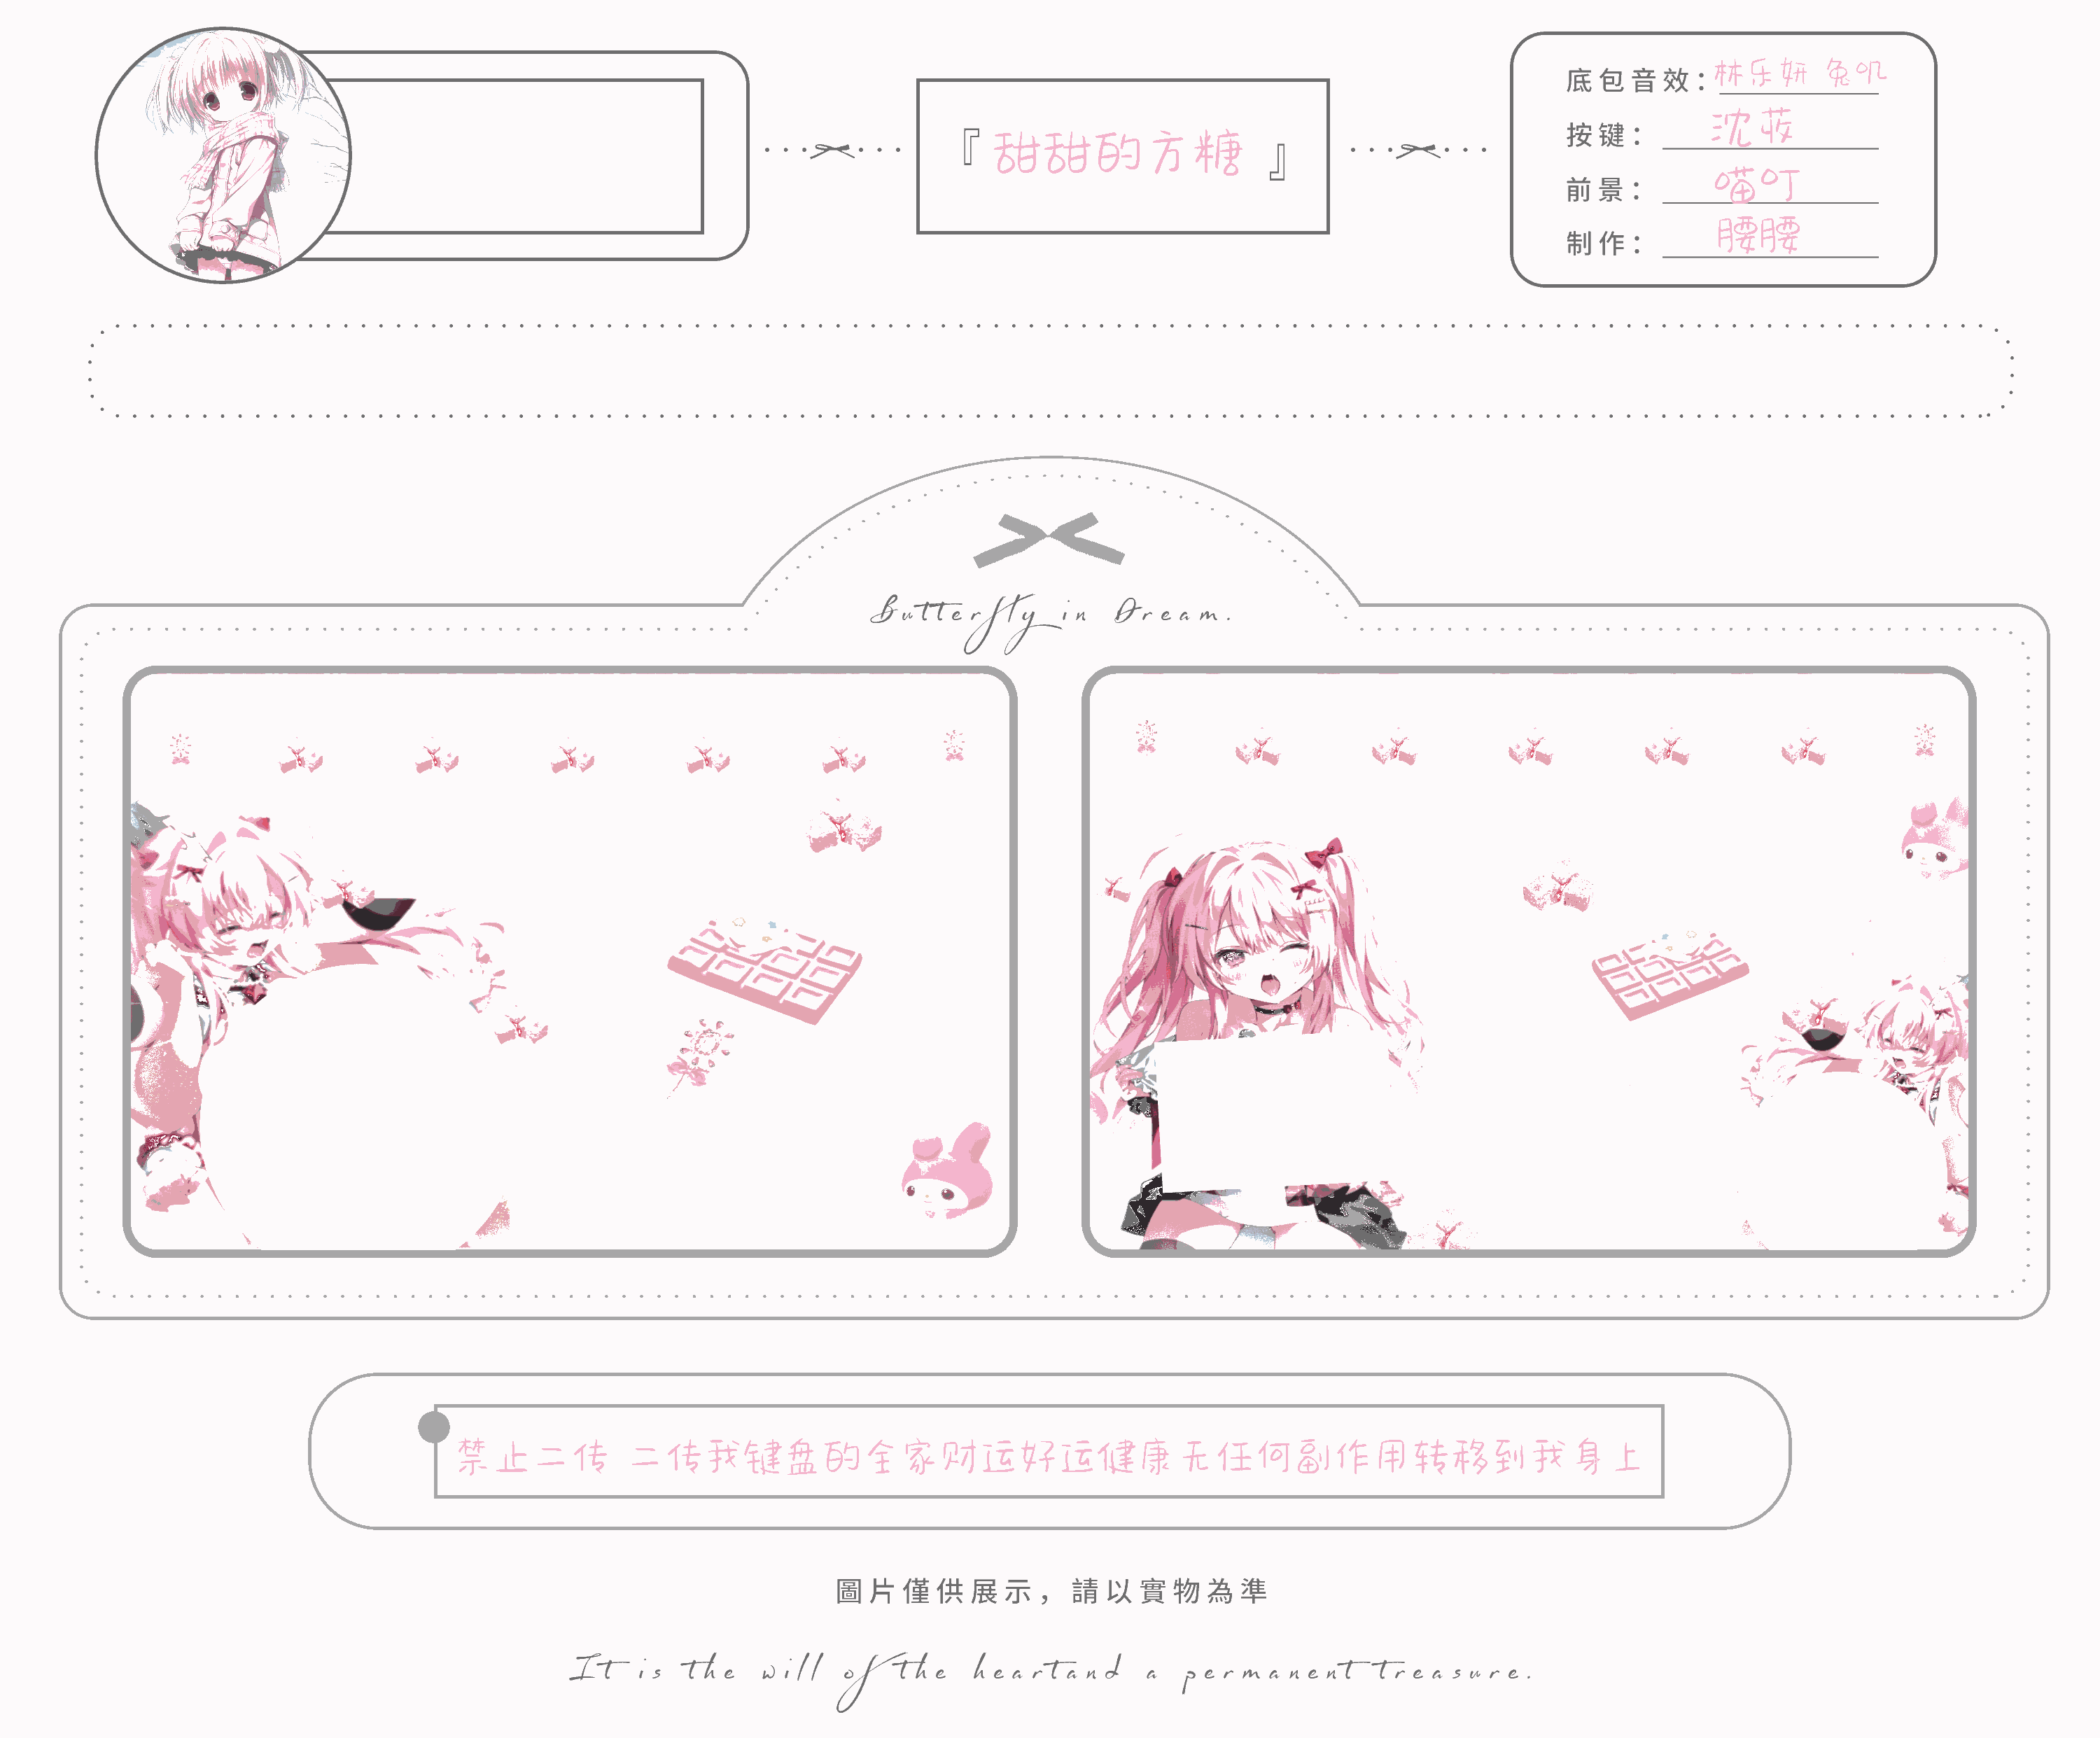 『甜甜的方糖』
底包音效：林乐妍 兔叽
按键：沈莜
前景：喵叮
制作：腰腰
Butterfly in Dream.
禁止二传 二传我键盘的全家财运好运健康无任何副作用转移到我身上
圖片僅供展示，請以實物為準
It is the will of the heartand a permanent treasure.